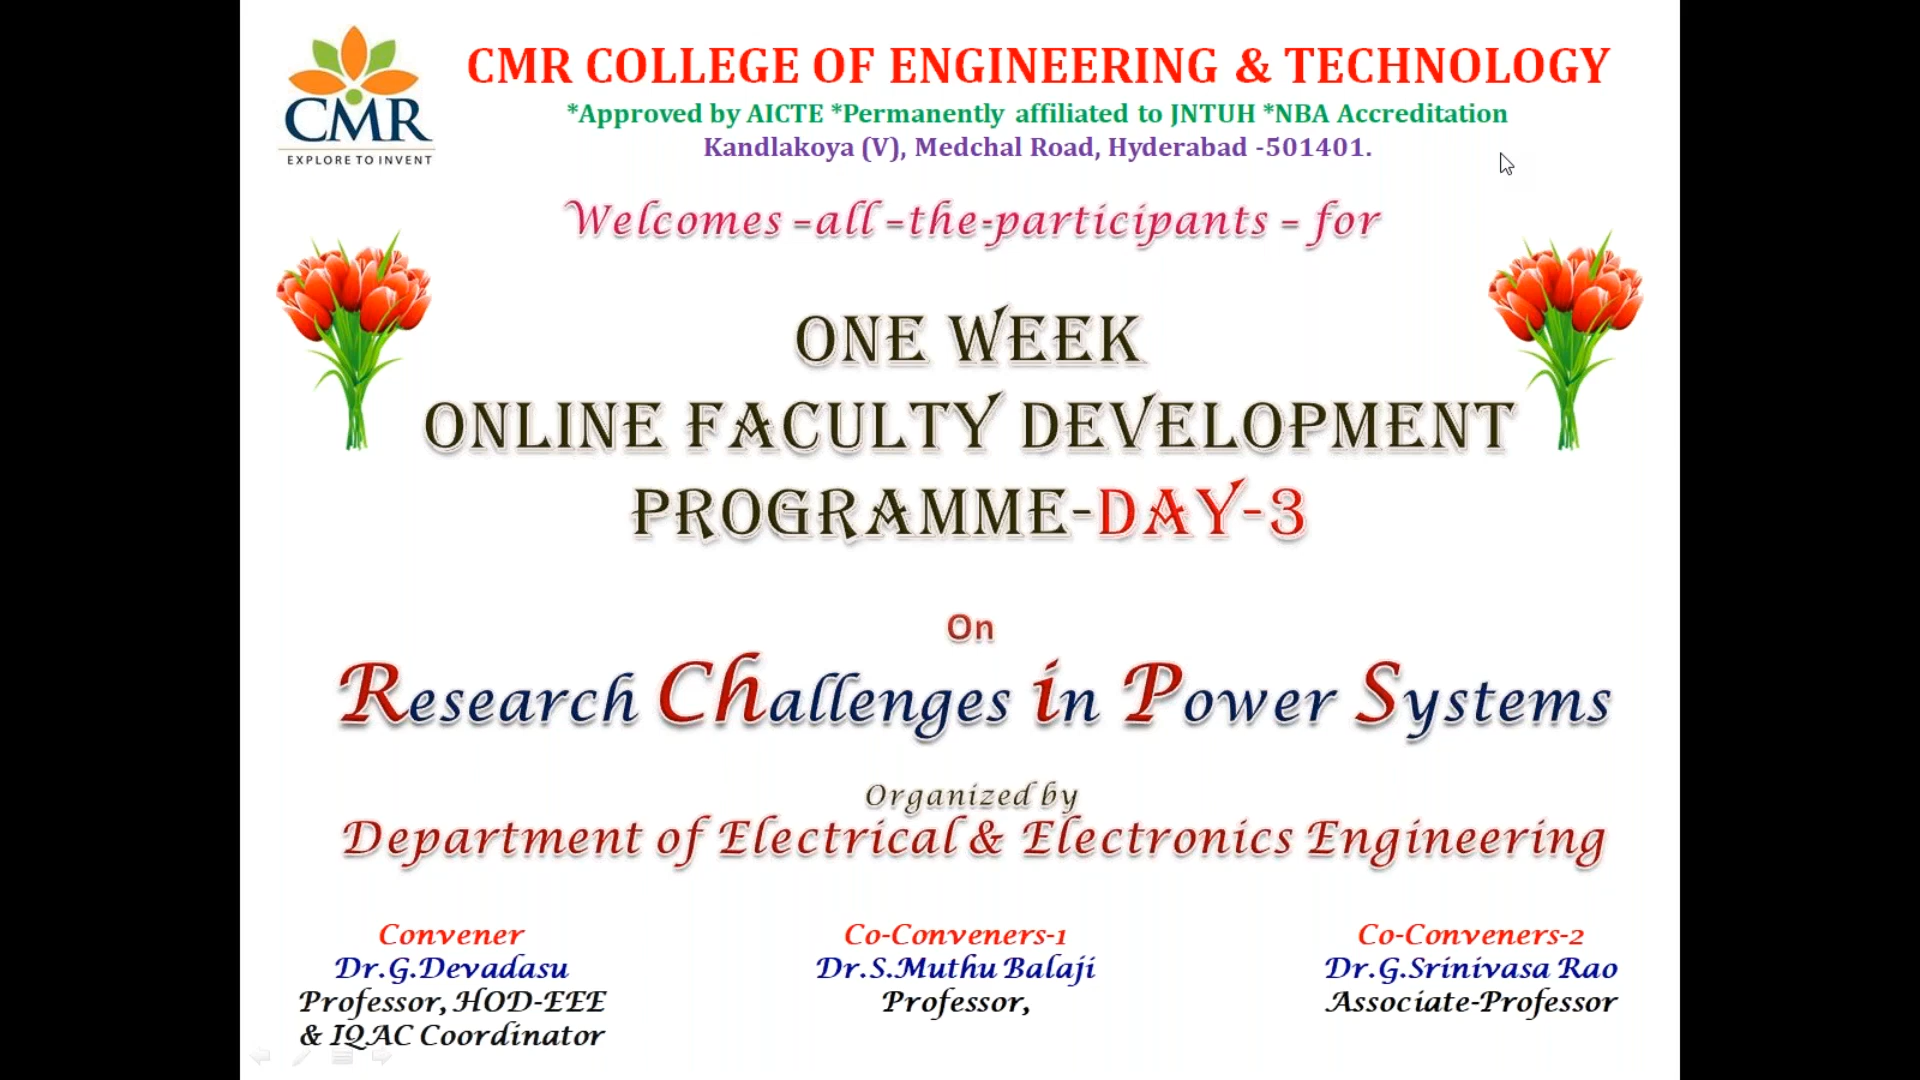 CMR
EXPLORE TO INVENT
CMR COLLEGE OF ENGINEERING & TECHNOLOGY
*Approved by AICTE *Permanently affiliated to JNTUH *NBA Accreditation
Kandlakoya (V), Medchal Road, Hyderabad -501401.
Welcomes –all –the-participants – for
ONE WEEK
ONLINE FACULTY DEVELOPMENT
PROGRAMME-DAY-3
On
Research Challenges in Power Systems
Organized by
Department of Electrical & Electronics Engineering
Convener
Dr.G.Devadasu
Professor, HOD-EEE
& IQAC Coordinator
Co-Conveners-1
Dr.S.Muthu Balaji
Professor,
Co-Conveners-2
Dr.G.Srinivasa Rao
Associate-Professor